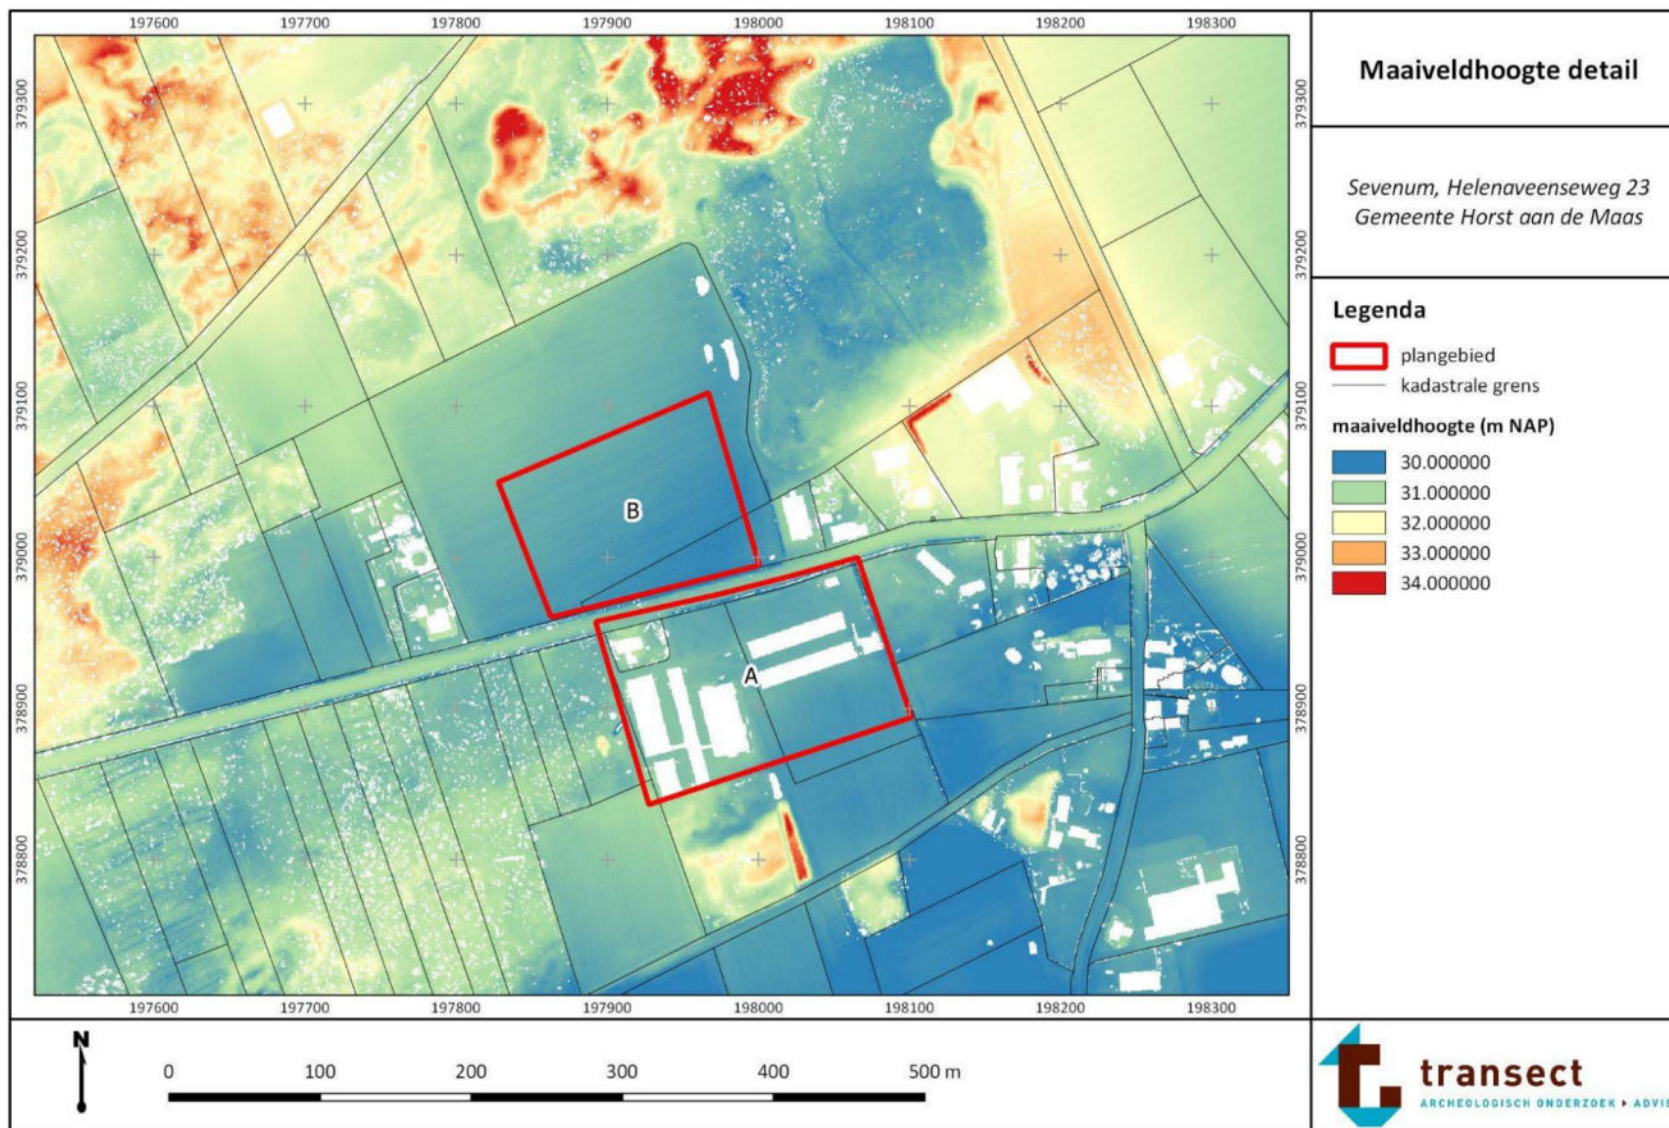 197600 197700 197800 197900 198000 198100 198200 198300
379300
379200
379100
379000
378900
378800
379300
379200
379100
379000
378900
378800
B
A
197600 197700 197800 197900 198000 198100 198200 198300
Maaiveldhoogte detail
Sevenum, Helenaveenseweg 23
Gemeente Horst aan de Maas
Legenda
plangebied
kadastrale grens
maaiveldhoogte (m NAP)
30.000000
31.000000
32.000000
33.000000
34.000000
N
0 100 200 300 400 500 m
transect
ARCHEOLOGISCH ONDERZOEK ▸ ADVIE